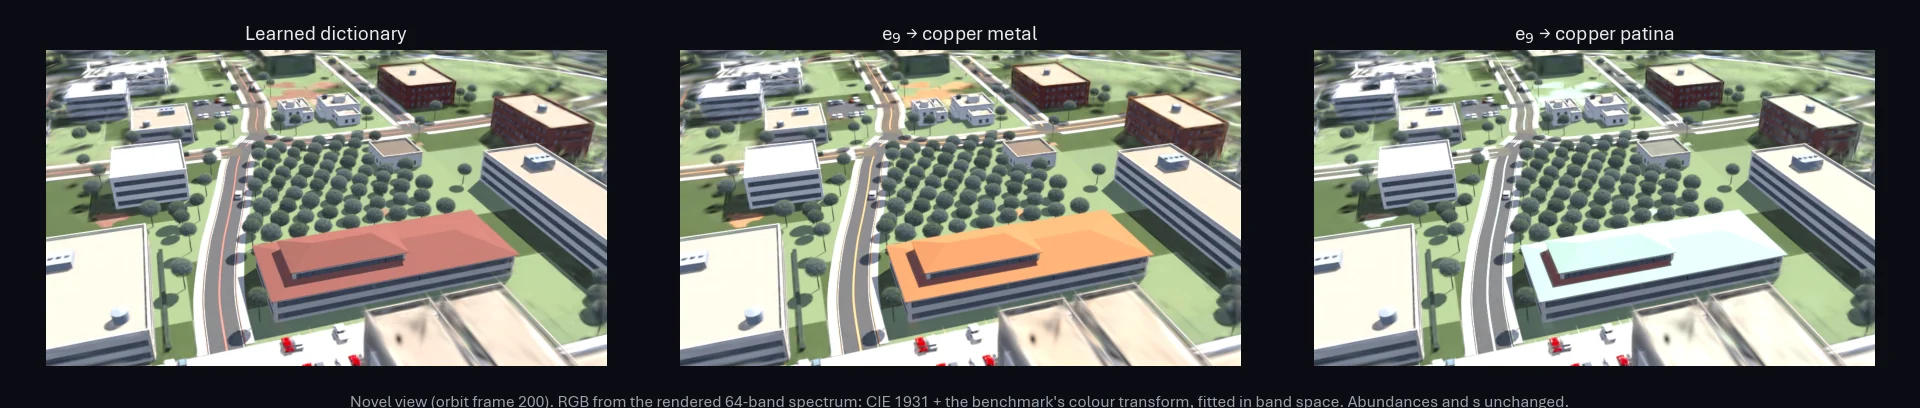 Learned dictionary
e₉ → copper metal
e₉ → copper patina
Novel view (orbit frame 200). RGB from the rendered 64-band spectrum: CIE 1931 + the benchmark's colour transform, fitted in band space. Abundances and s unchanged.